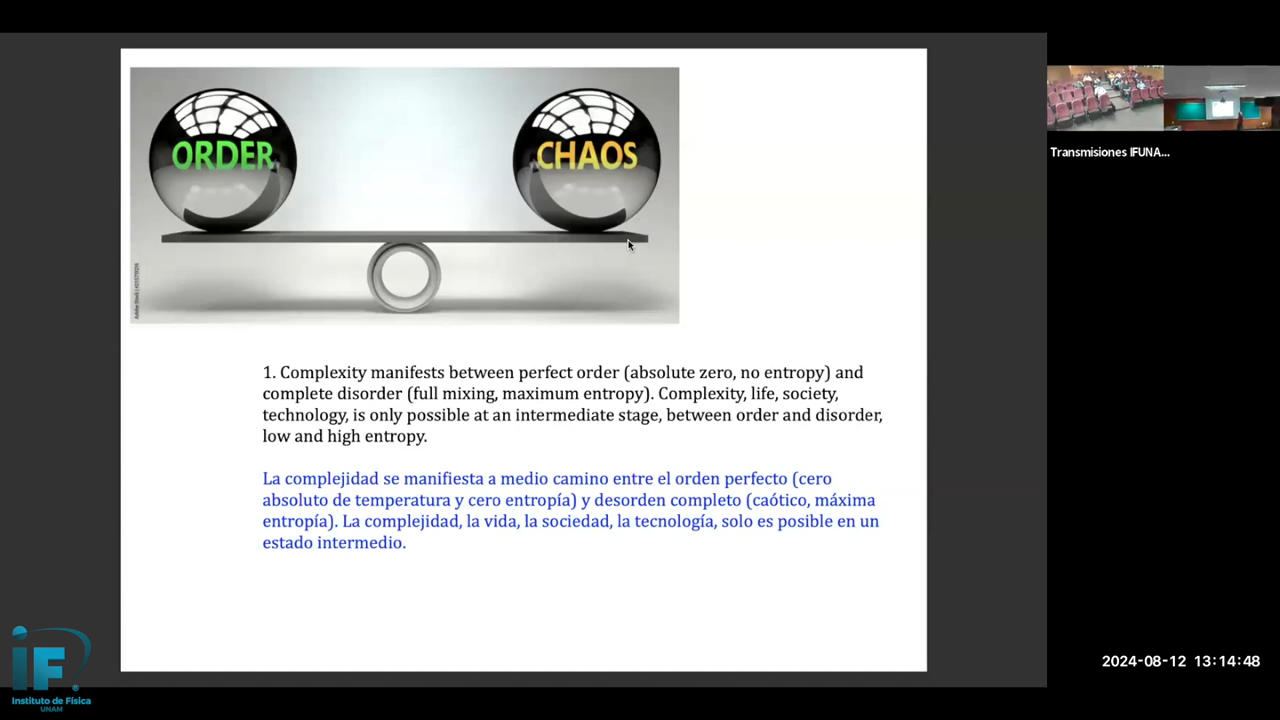 ORDER
CHAOS
1. Complexity manifests between perfect order (absolute zero, no entropy) and
complete disorder (full mixing, maximum entropy). Complexity, life, society,
technology, is only possible at an intermediate stage, between order and disorder,
low and high entropy.
La complejidad se manifiesta a medio camino entre el orden perfecto (cero
absoluto de temperatura y cero entropía) y desorden completo (caótico, máxima
entropía). La complejidad, la vida, la sociedad, la tecnología, solo es posible en un
estado intermedio.
Transmisiones IFUNA...
2024-08-12 13:14:48
iF
Instituto de Física
UNAM